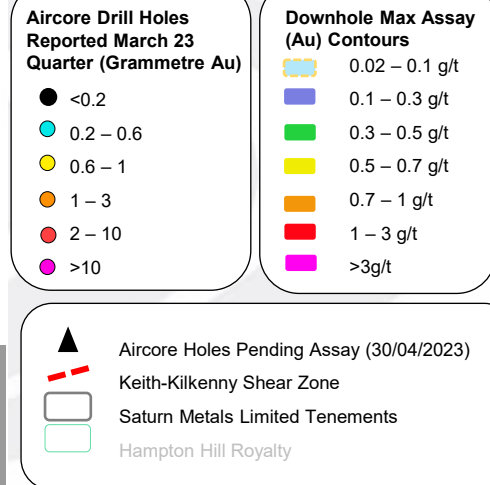 Aircore Drill Holes
Reported March 23
Quarter (Grammetre Au)
<0.2
0.2 – 0.6
0.6 – 1
1 – 3
2 – 10
>10
Downhole Max Assay
(Au) Contours
0.02 – 0.1 g/t
0.1 – 0.3 g/t
0.3 – 0.5 g/t
0.5 – 0.7 g/t
0.7 – 1 g/t
1 – 3 g/t
>3g/t
Aircore Holes Pending Assay (30/04/2023)
Keith-Kilkenny Shear Zone
Saturn Metals Limited Tenements
Hampton Hill Royalty